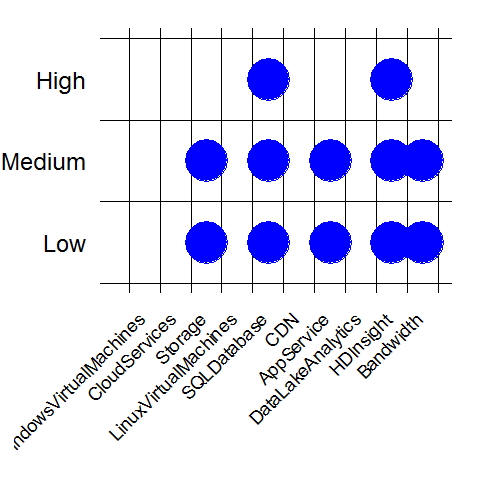 High
Medium
Low
ndowsVirtualMachines
CloudServices
Storage
LinuxVirtualMachines
SQLDatabase
CDN
AppService
DataLakeAnalytics
HDInsight
Bandwidth